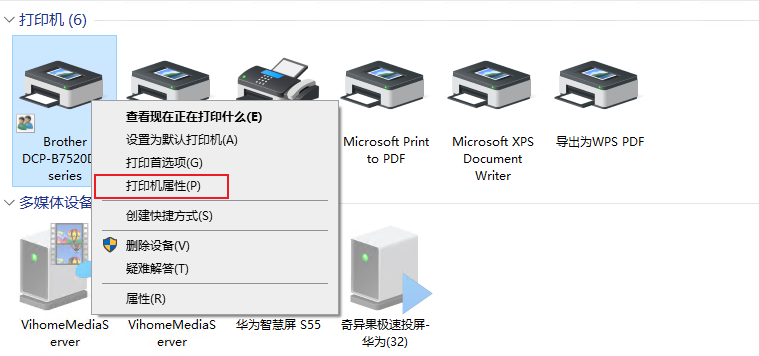 打印机 (6)
查看现在正在打印什么(E)
设置为默认打印机(A)
打印首选项(G)
打印机属性(P)
创建快捷方式(S)
删除设备(V)
疑难解答(T)
属性(R)
Brother
DCP-B7520D
series
Microsoft Print
to PDF
Microsoft XPS
Document
Writer
导出为WPS PDF
多媒体设备
VihomeMediaS
erver
VihomeMediaS
erver
华为智慧屏 S55
奇异果极速投屏-
华为(32)